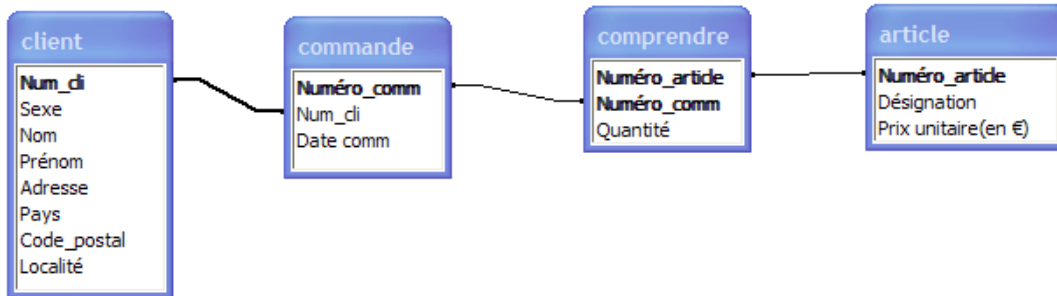 client
Num_cli
Sexe
Nom
Prénom
Adresse
Pays
Code_postal
Localité
commande
Numéro_comm
Num_cli
Date comm
comprendre
Numéro_article
Numéro_comm
Quantité
article
Numéro_article
Désignation
Prix unitaire(en €)